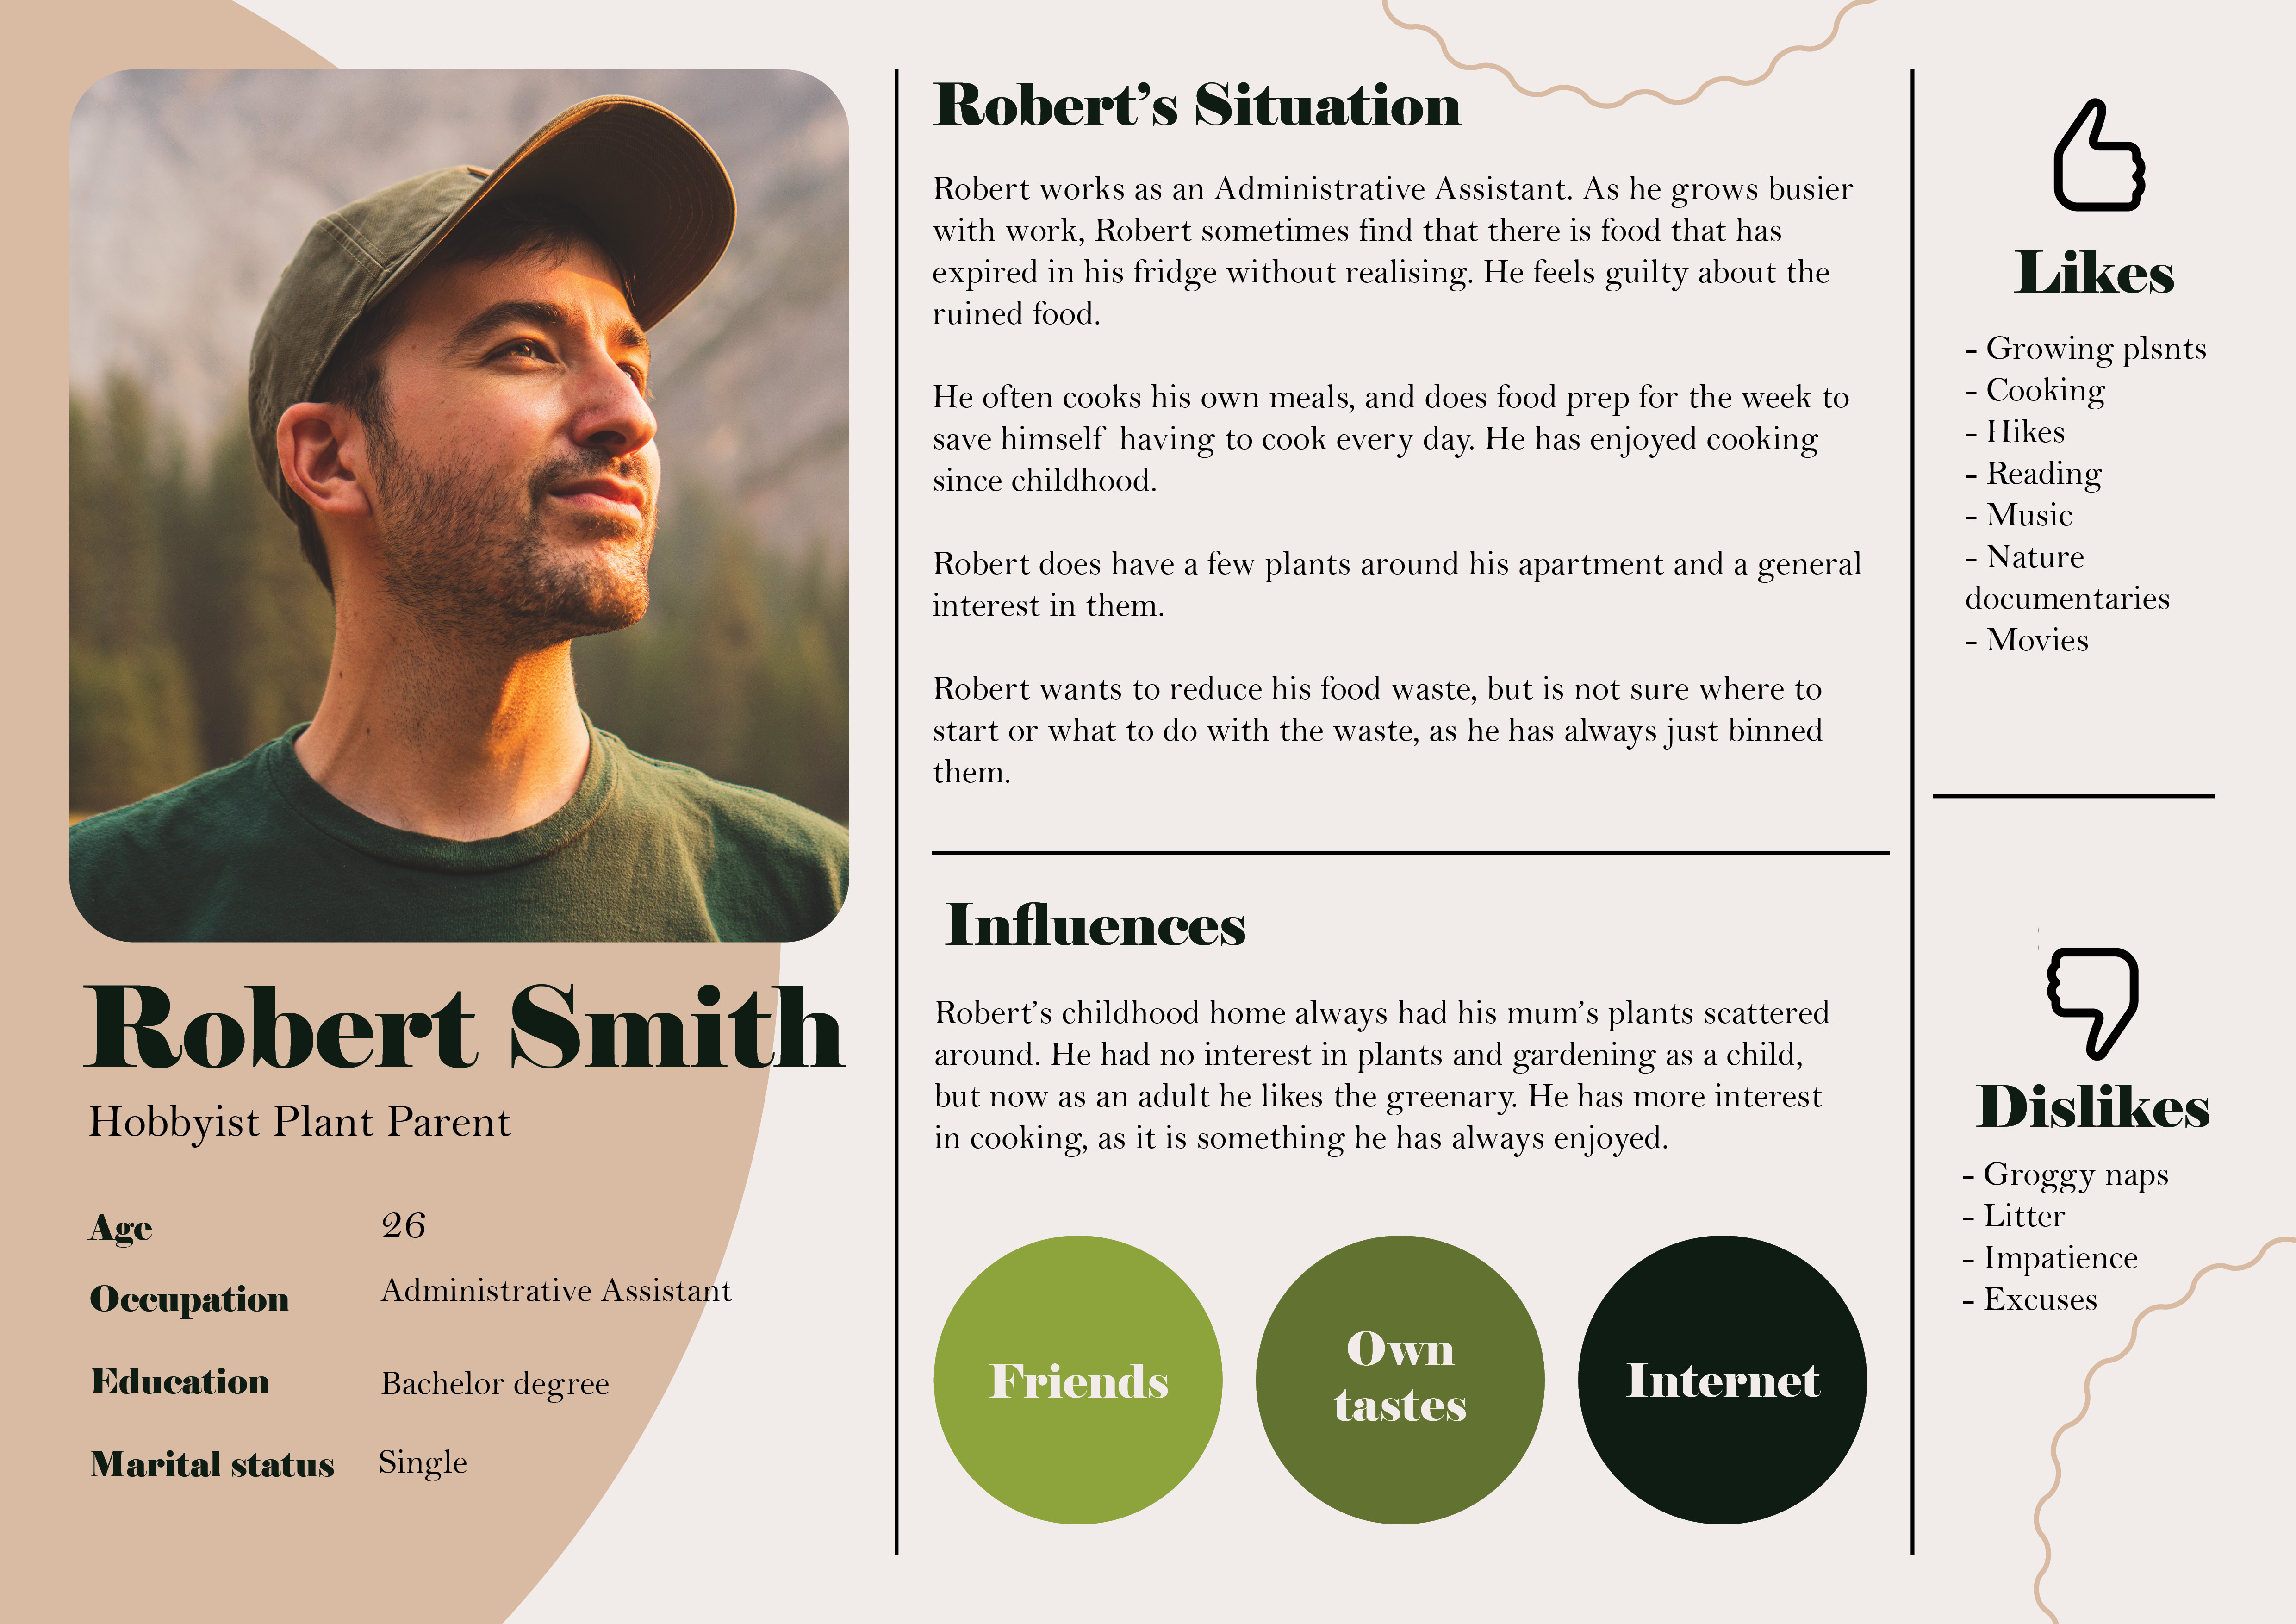 Robert Smith
Hobbyist Plant Parent
Age 26
Occupation Administrative Assistant
Education Bachelor degree
Marital status Single
Robert's Situation
Robert works as an Administrative Assistant. As he grows busier
with work, Robert sometimes find that there is food that has
expired in his fridge without realising. He feels guilty about the
ruined food.
He often cooks his own meals, and does food prep for the week to
save himself  having to cook every day. He has enjoyed cooking
since childhood.
Robert does have a few plants around his apartment and a general
interest in them.
Robert wants to reduce his food waste, but is not sure where to
start or what to do with the waste, as he has always just binned
them.
Influences
Robert's childhood home always had his mum's plants scattered
around. He had no interest in plants and gardening as a child,
but now as an adult he likes the greenary. He has more interest
in cooking, as it is something he has always enjoyed.
Friends
Own
tastes
Internet
Likes
- Growing plsnts
- Cooking
- Hikes
- Reading
- Music
- Nature
documentaries
- Movies
Dislikes
- Groggy naps
- Litter
- Impatience
- Excuses